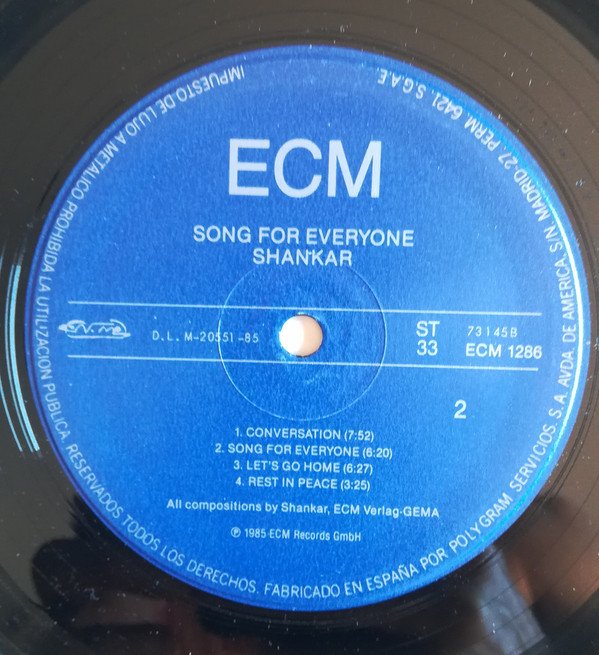 ECM
SONG FOR EVERYONE
SHANKAR
D.L. M-20551-85
ST
33
73145B
ECM 1286
2
1. CONVERSATION (7:52)
2. SONG FOR EVERYONE (6:20)
3. LET'S GO HOME (6:27)
4. REST IN PEACE (3:25)
All compositions by Shankar, ECM Verlag-GEMA
℗ 1985 ECM Records GmbH
IMPUESTO DE LUJO A METALICO PROHIBIDA LA UTILIZACION PUBLICA. RESERVADOS TODOS LOS DERECHOS. FABRICADO EN ESPAÑA POR POLYGRAM SERVICIOS. S.A. AVDA. DE AMERICA. S/N MADRID-27. PERM. 6421. S.G.A.E.